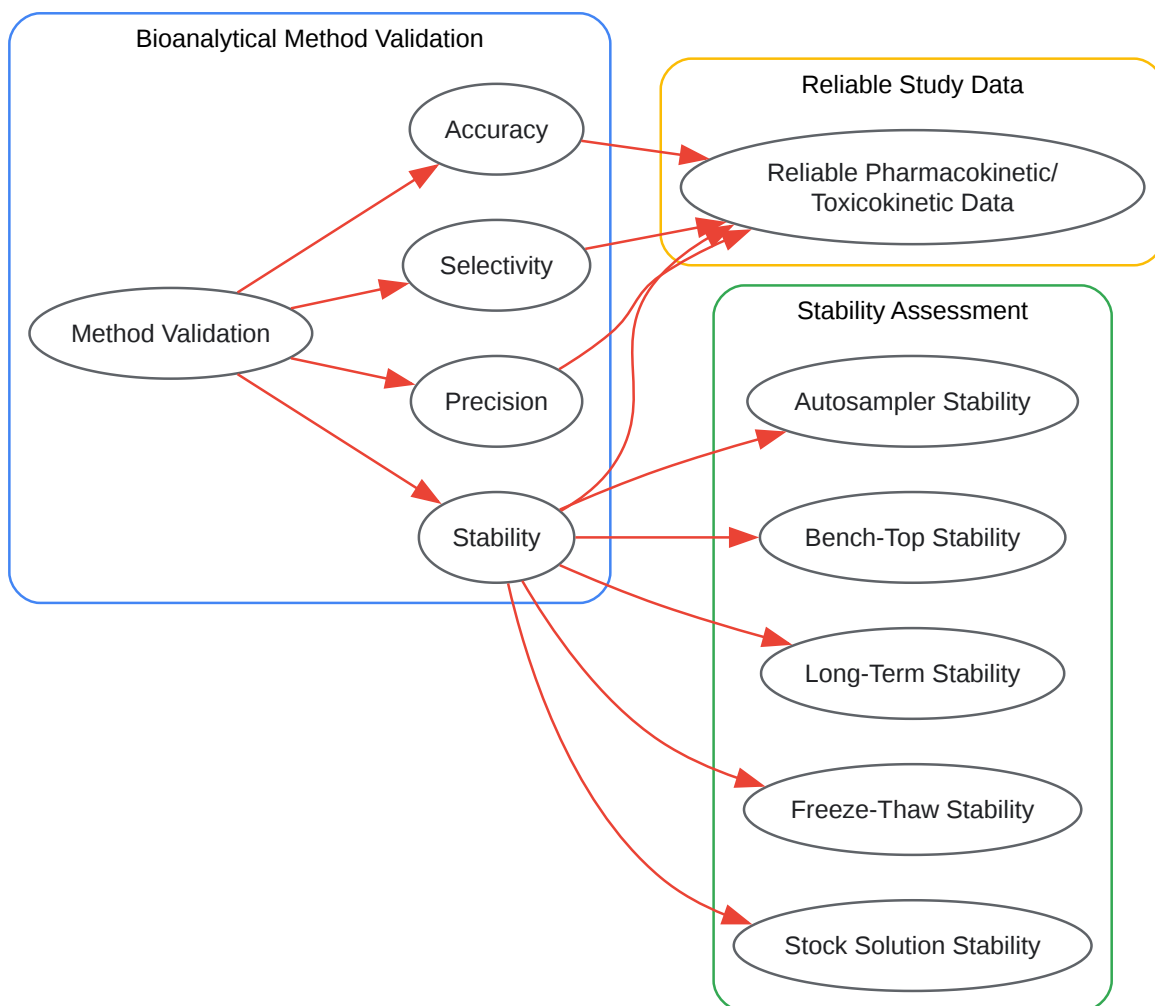 Bioanalytical Method Validation
Method Validation
Accuracy
Selectivity
Precision
Stability
Reliable Study Data
Reliable Pharmacokinetic/
Toxicokinetic Data
Stability Assessment
Autosampler Stability
Bench-Top Stability
Long-Term Stability
Freeze-Thaw Stability
Stock Solution Stability